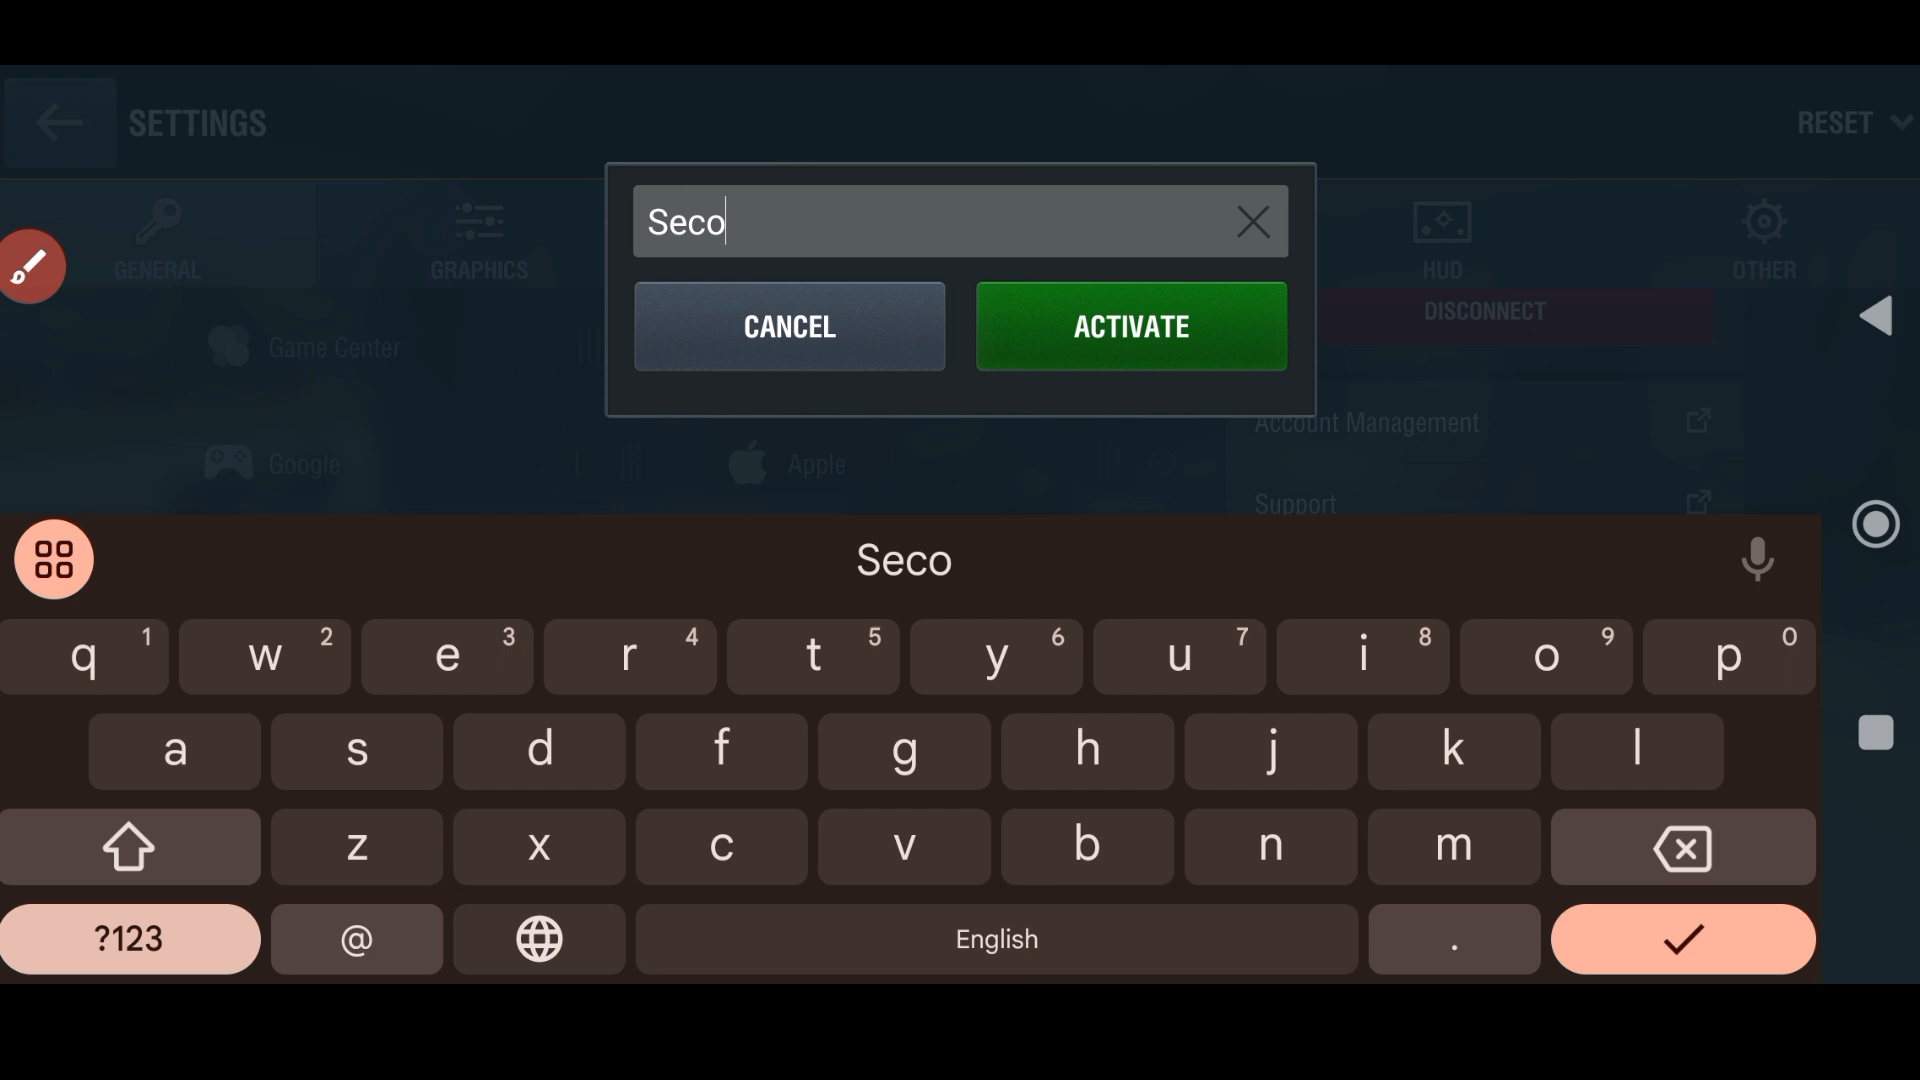 SETTINGS
RESET
Seco
GENERAL
GRAPHICS
HUD
OTHER
CANCEL
ACTIVATE
DISCONNECT
Game Center
Account Management
Google
Apple
Support
Seco
q 1 w 2 e 3 r 4 t 5 y 6 u 7 i 8 o 9 p 0
a s d f g h j k l
z x c v b n m
?123 @ English .